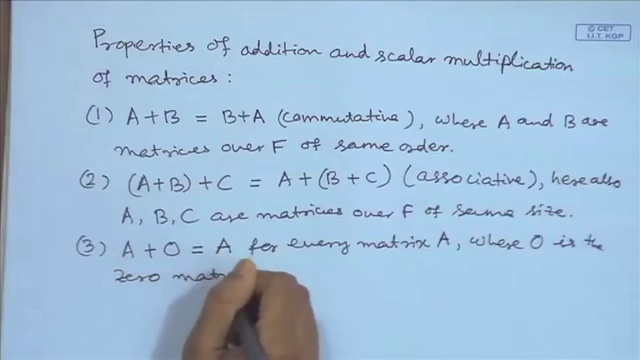 © CET
I.I.T. KGP
Properties of addition and scalar multiplication
of matrices:
(1) A+B = B+A (commutative), where A and B are
matrices over F of same order.
(2) (A+B)+C = A+(B+C) (associative), here also
A, B, C are matrices over F of same size.
(3) A+O = A for every matrix A, where O is the
zero mat